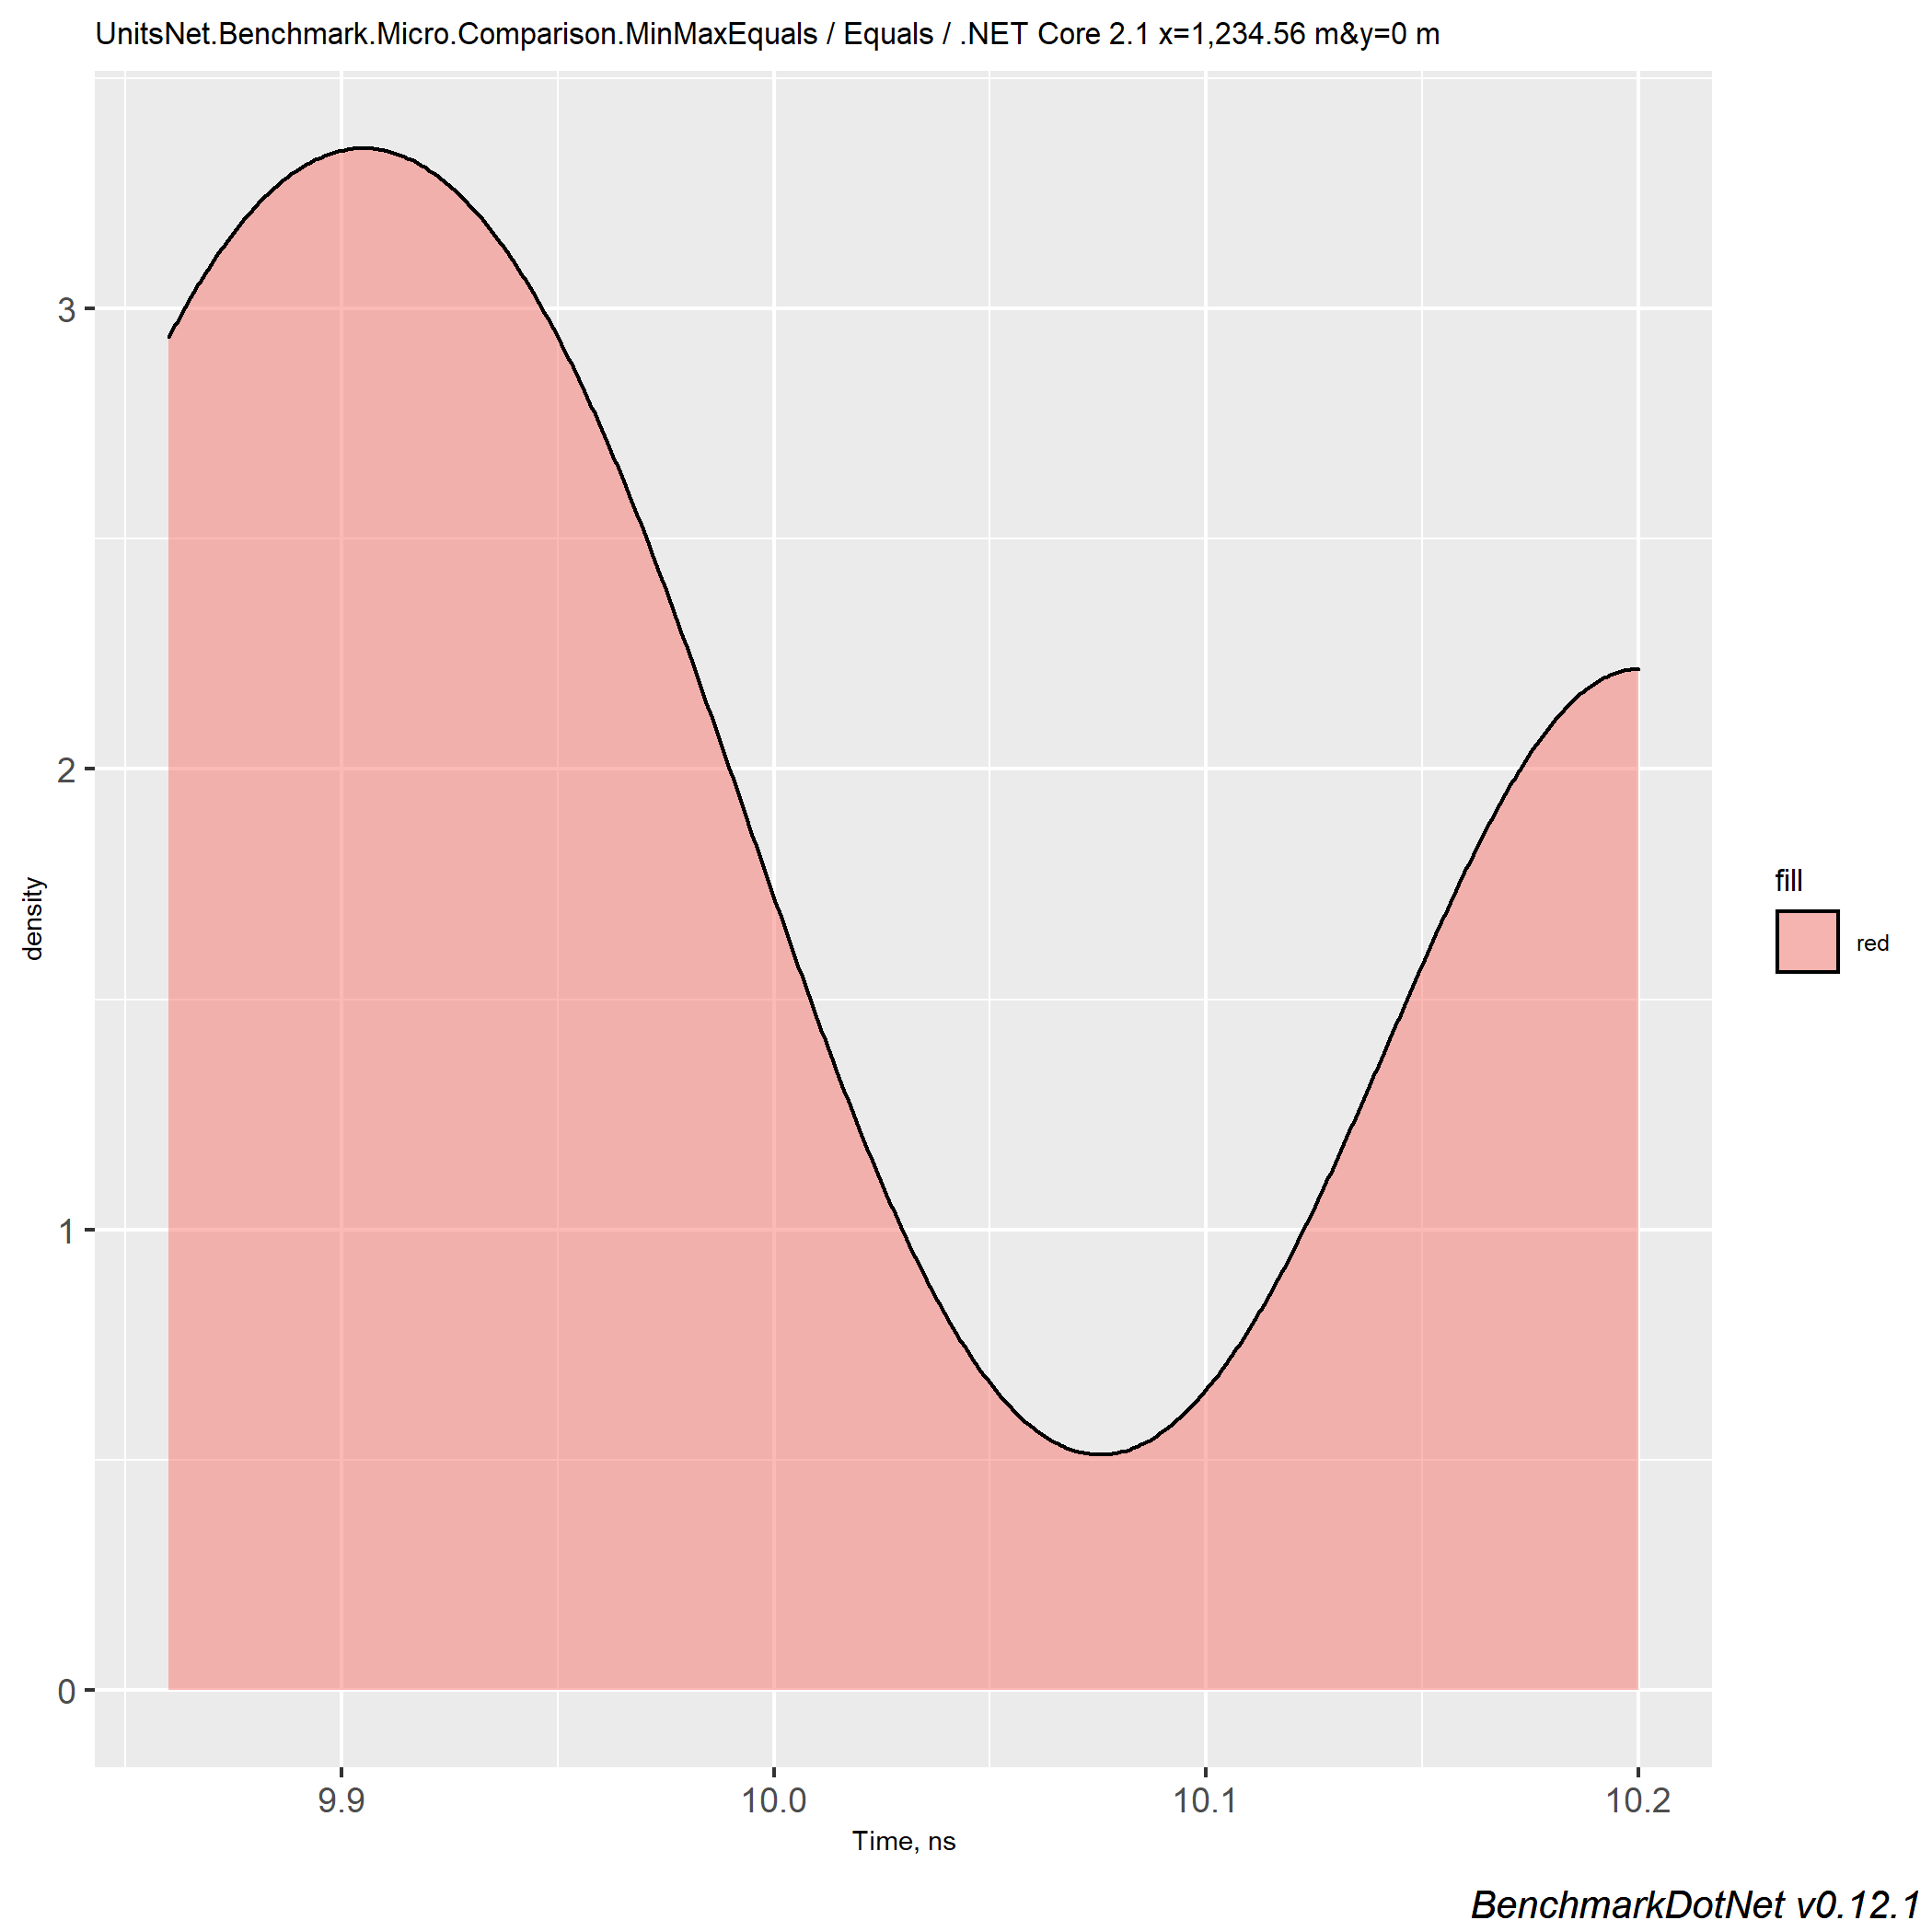 UnitsNet.Benchmark.Micro.Comparison.MinMaxEquals / Equals / .NET Core 2.1 x=1,234.56 m&y=0 m
3
2
1
0
density
9.9 10.0 10.1 10.2
Time, ns
fill
red
BenchmarkDotNet v0.12.1